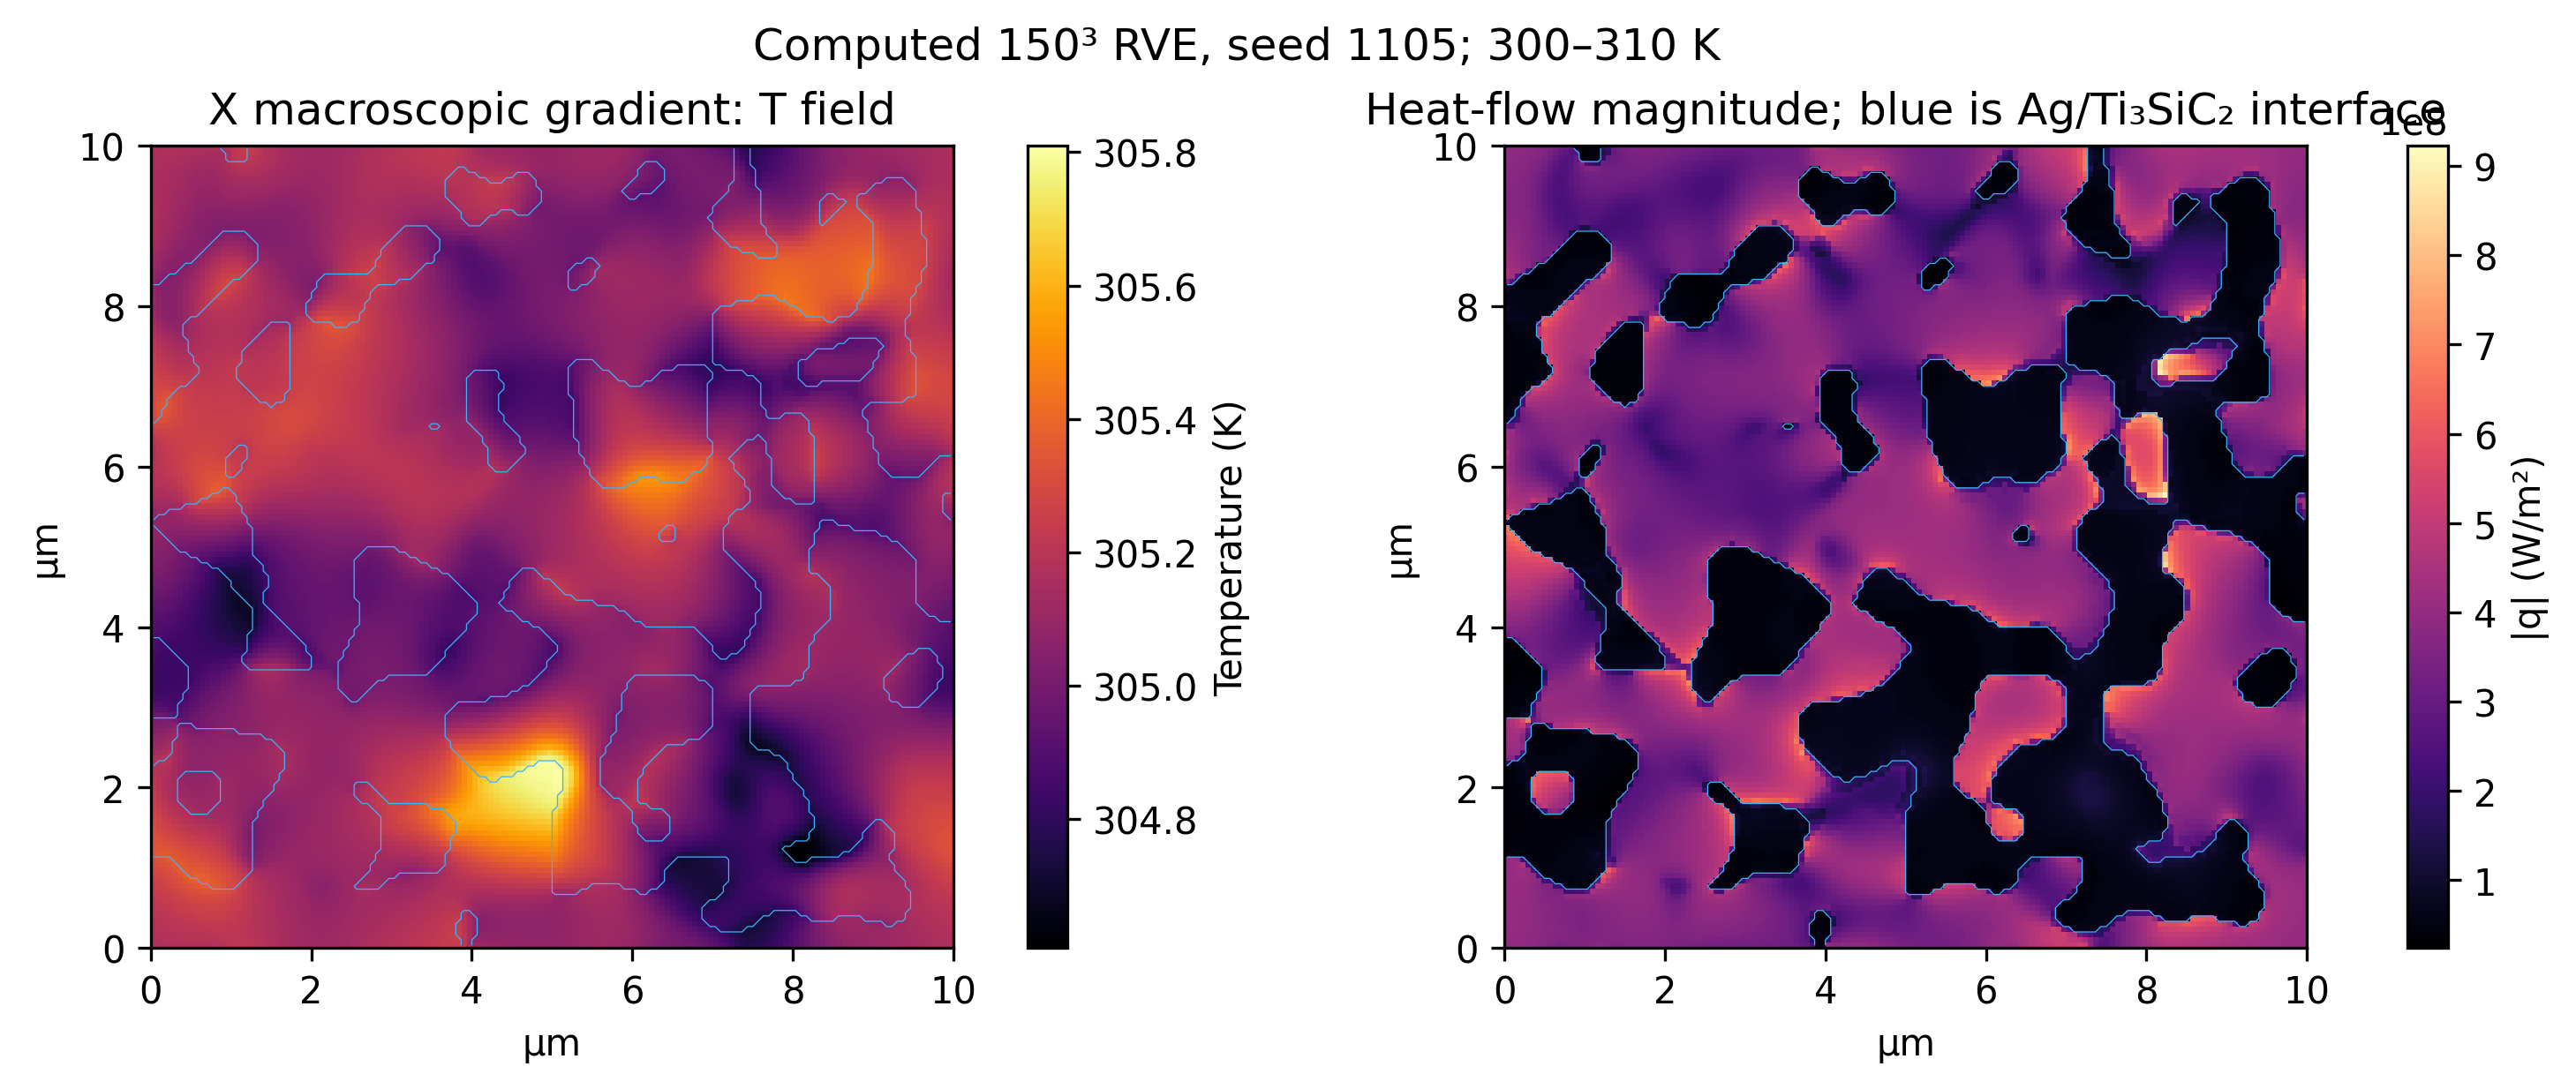 Computed 150³ RVE, seed 1105; 300–310 K
X macroscopic gradient: T field
10
8
6
4
2
0
µm
0 2 4 6 8 10
µm
305.8
305.6
305.4
305.2
305.0
304.8
Temperature (K)
Heat-flow magnitude; blue is Ag/Ti₃SiC₂ interface
1e8
10
8
6
4
2
0
µm
0 2 4 6 8 10
µm
9
8
7
6
5
4
3
2
1
|q| (W/m²)